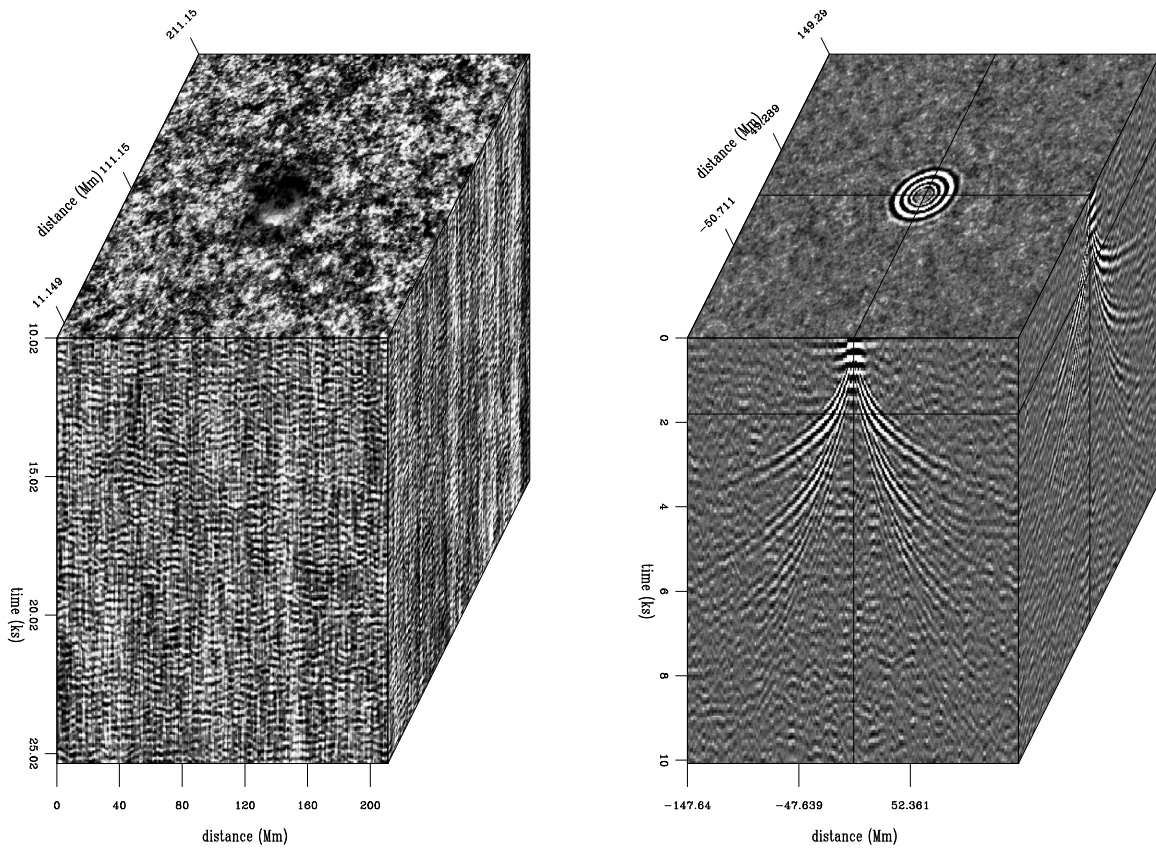 211.15
distance (Mm)
111.15
11.149
10.02
15.02
20.02
25.02
time (ks)
0 40 80 120 160 200
distance (Mm)
149.29
distance (Mm)
49.289
−50.711
0
2
4
6
8
10
time (ks)
−147.64 −47.639 52.361
distance (Mm)